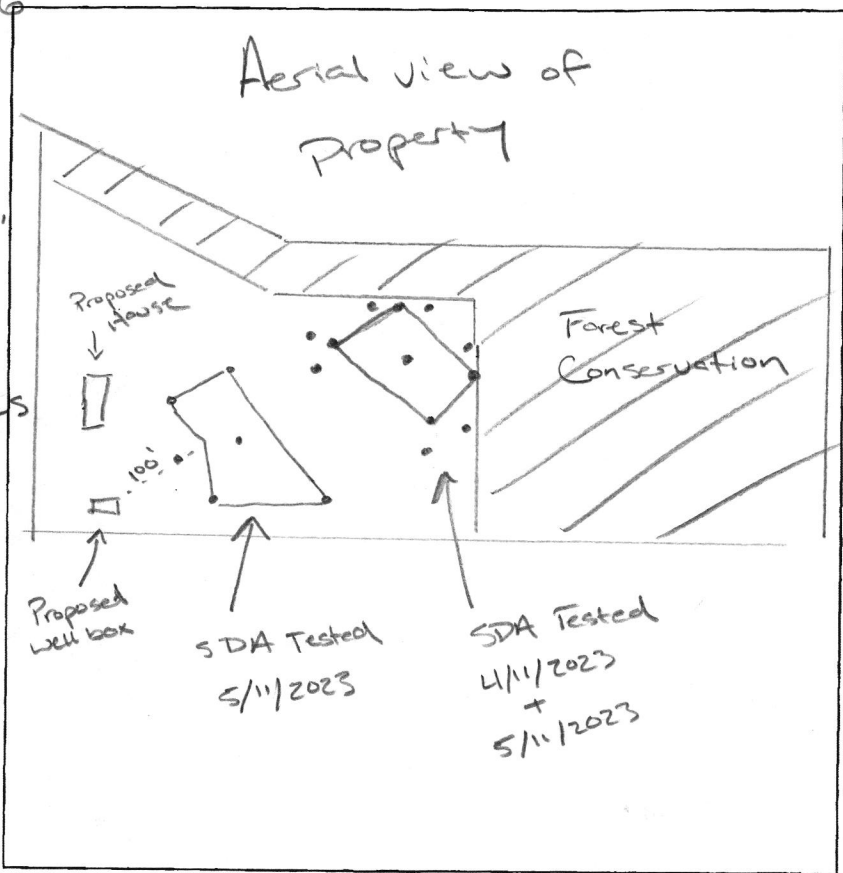 Aerial view of
Property
Proposed
House
Forest
Conservation
100'
Proposed
well box
SDA Tested
5/11/2023
SDA Tested
4/11/2023
+
5/11/2023